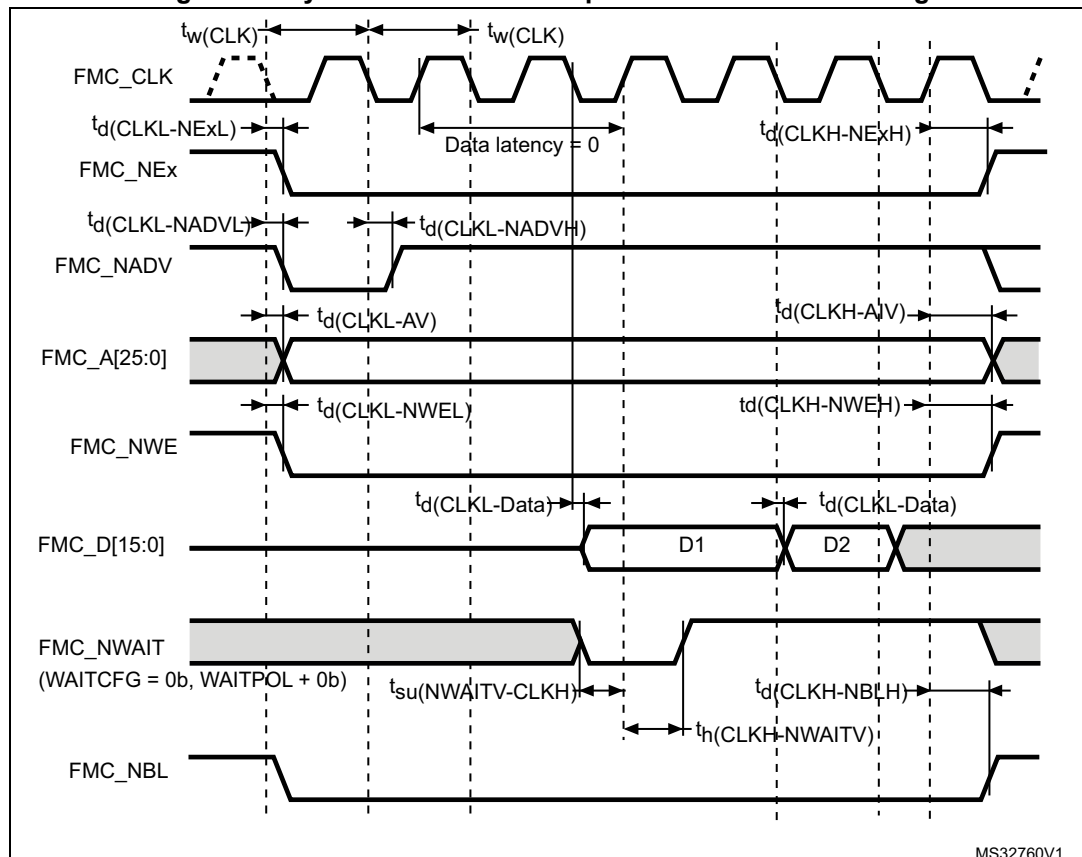 tw(CLK) tw(CLK)
FMC_CLK
td(CLKL-NExL) Data latency = 0 td(CLKH-NExH)
FMC_NEx
td(CLKL-NADVL) td(CLKL-NADVH)
FMC_NADV
td(CLKL-AV) td(CLKH-AIV)
FMC_A[25:0]
td(CLKL-NWEL) td(CLKH-NWEH)
FMC_NWE
td(CLKL-Data) td(CLKL-Data)
FMC_D[15:0] D1 D2
FMC_NWAIT
(WAITCFG = 0b, WAITPOL + 0b)
tsu(NWAITV-CLKH) td(CLKH-NBLH)
th(CLKH-NWAITV)
FMC_NBL
MS32760V1